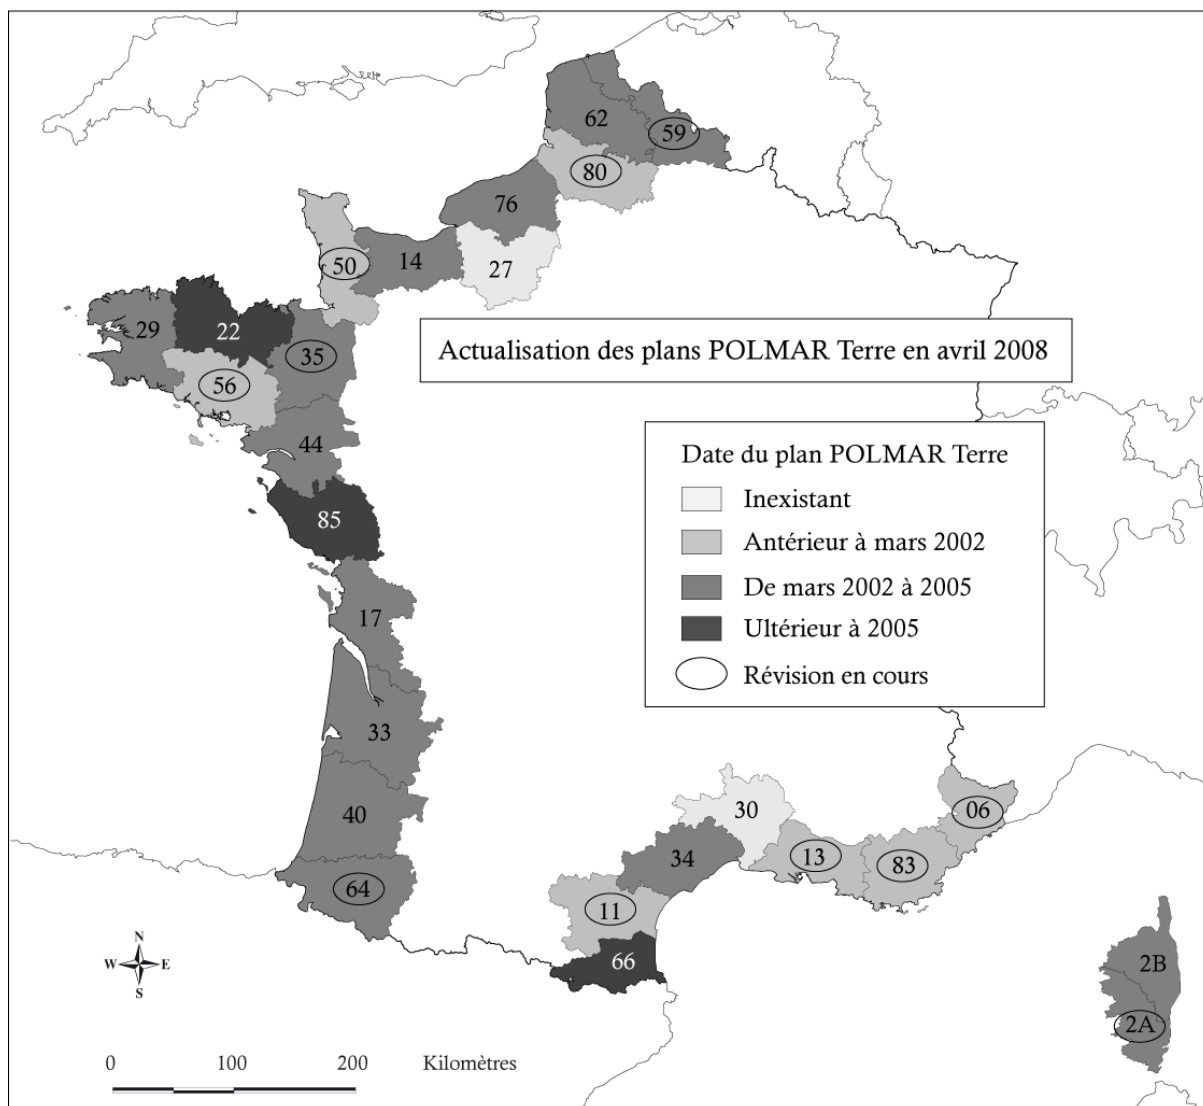 62
59
80
76
50
14
27
29
22
35
56
Actualisation des plans POLMAR Terre en avril 2008
44
Date du plan POLMAR Terre
Inexistant
85
Antérieur à mars 2002
De mars 2002 à 2005
17
Ultérieur à 2005
Révision en cours
33
40
30
06
34
13
83
64
11
66
N
W E
S
2B
2A
0 100 200 Kilomètres